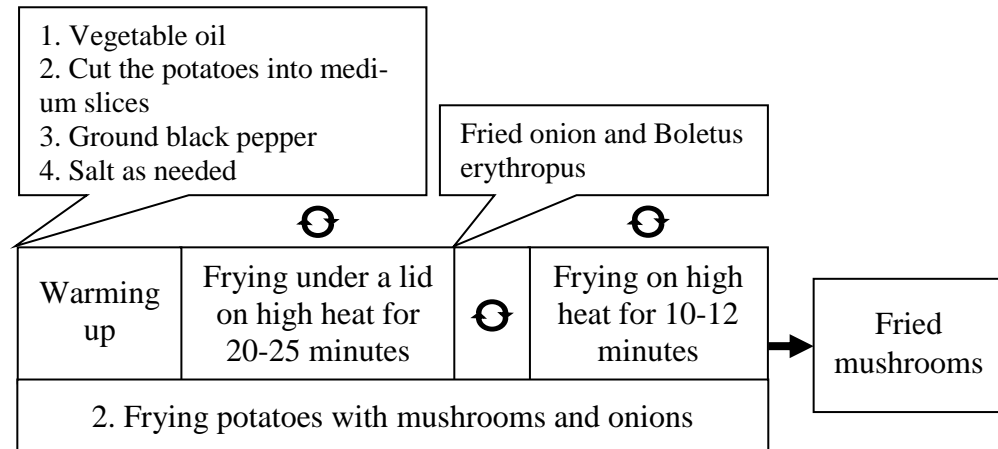 1. Vegetable oil
2. Cut the potatoes into medi-
um slices
3. Ground black pepper
4. Salt as needed
Fried onion and Boletus
erythropus
Warming
up
Frying under a lid
on high heat for
20-25 minutes
Frying on high
heat for 10-12
minutes
Fried
mushrooms
2. Frying potatoes with mushrooms and onions